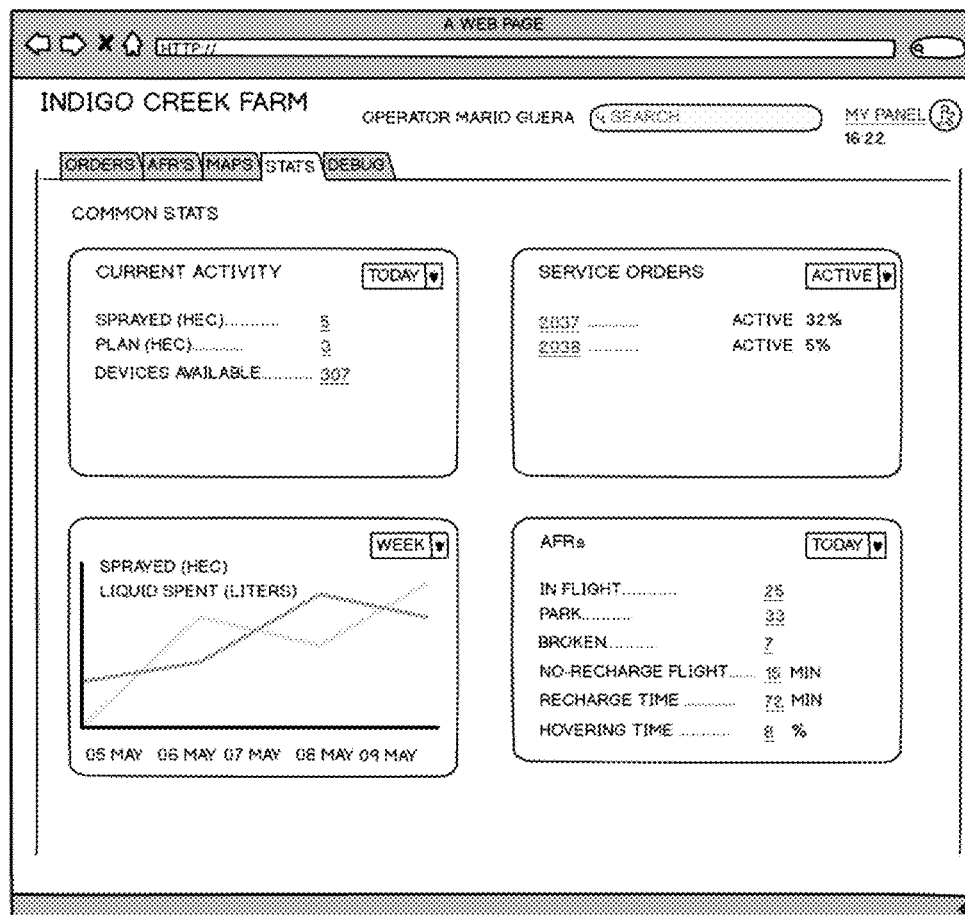 A WEB PAGE
HTTP://
INDIGO CREEK FARM
OPERATOR MARIO GUERA
SEARCH
MY PANEL
16:22
ORDERS AFR'S MAPS STATS DEBUG
COMMON STATS
CURRENT ACTIVITY TODAY
SPRAYED (HEC)........... 5
PLAN (HEC)..........
DEVICES AVAILABLE........... 307
SERVICE ORDERS ACTIVE
2037 .......... ACTIVE 32%
2038 .......... ACTIVE 5%
WEEK
SPRAYED (HEC)
LIQUID SPENT (LITERS)
05 MAY 06 MAY 07 MAY 08 MAY 09 MAY
AFRs TODAY
IN FLIGHT........... 25
PARK.......... 33
BROKEN.......... 7
NO-RECHARGE FLIGHT...... 15 MIN
RECHARGE TIME .......... 72 MIN
HOVERING TIME .......... 8 %